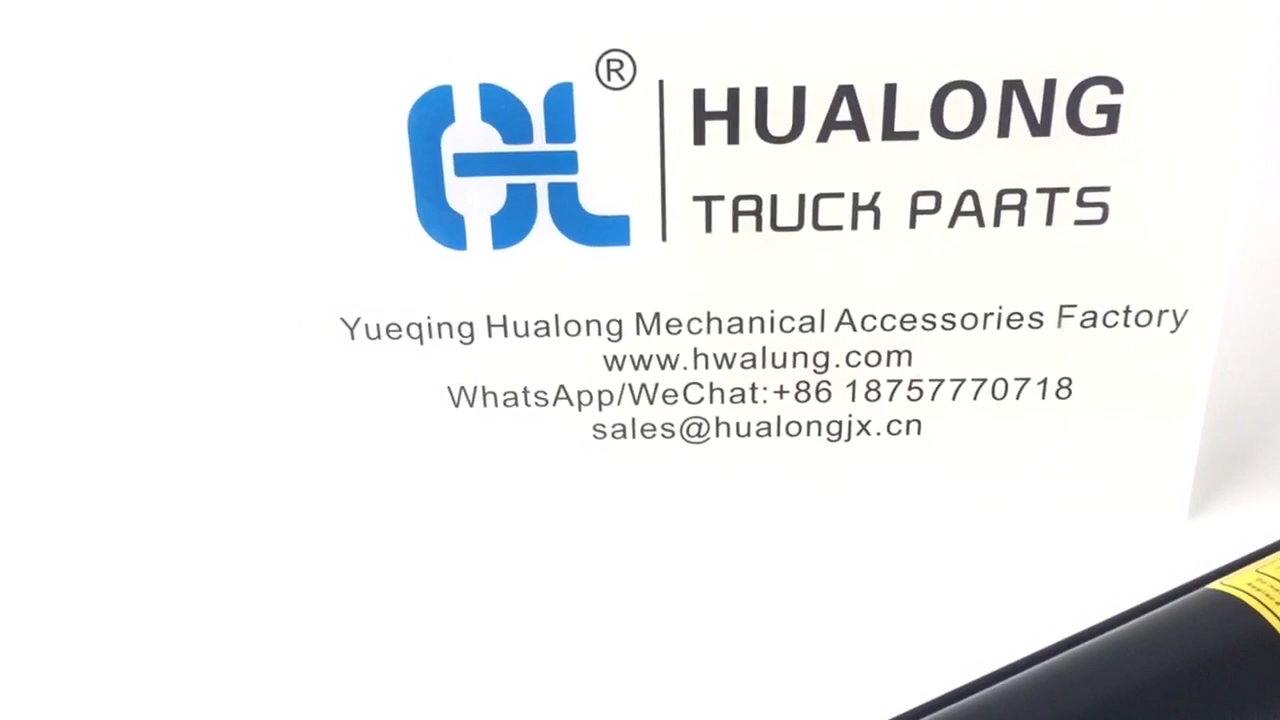 ®
HUALONG
TRUCK PARTS
Yueqing Hualong Mechanical Accessories Factory
www.hwalung.com
WhatsApp/WeChat:+86 18757770718
sales@hualongjx.cn